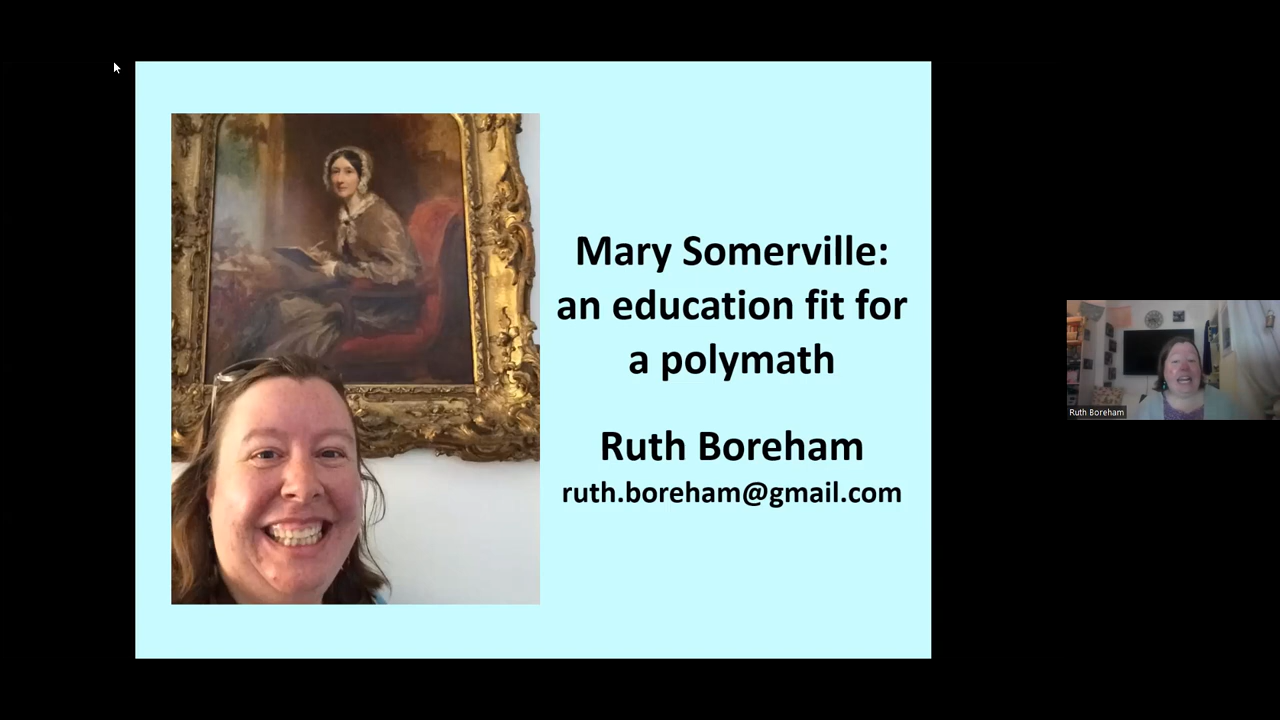 Mary Somerville:
an education fit for
a polymath
Ruth Boreham
ruth.boreham@gmail.com
Ruth Boreham